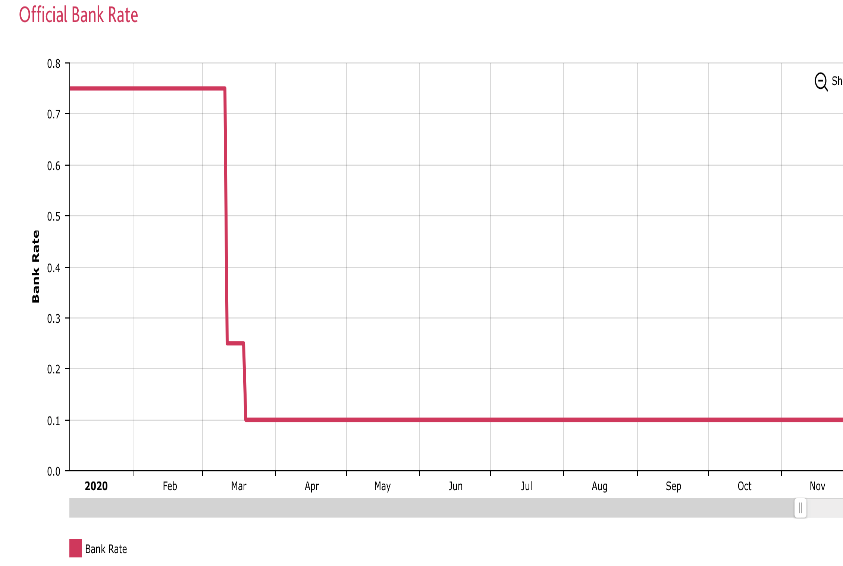 Official Bank Rate
0.8
Sh
0.7
0.6
0.5
0.4
0.3
0.2
0.1
0.0
Bank Rate
2020 Feb Mar Apr May Jun Jul Aug Sep Oct Nov
Bank Rate